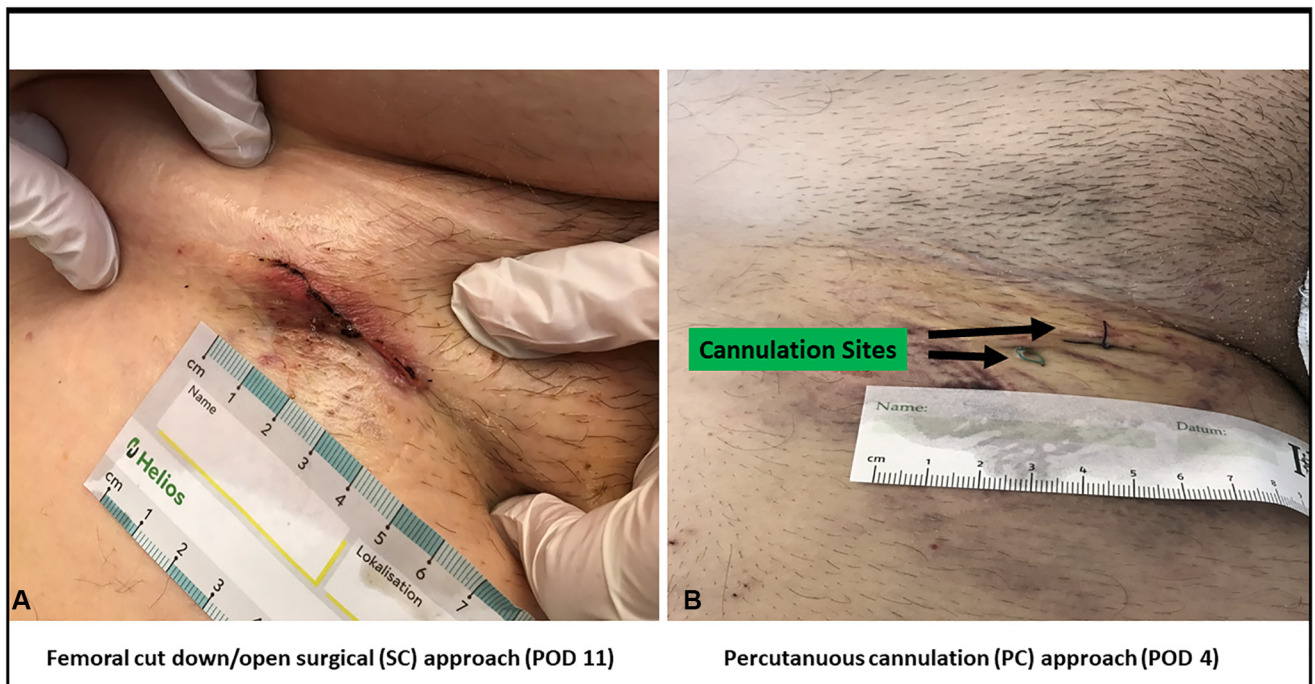 cm
1
2
3
4
5
6
7
Name
Helios
Lokalisation
cm
1
2
3
A
Cannulation Sites
Name:
Datum:
cm
1
2
3
4
5
6
7
8
B
Femoral cut down/open surgical (SC) approach (POD 11)
Percutanuous cannulation (PC) approach (POD 4)